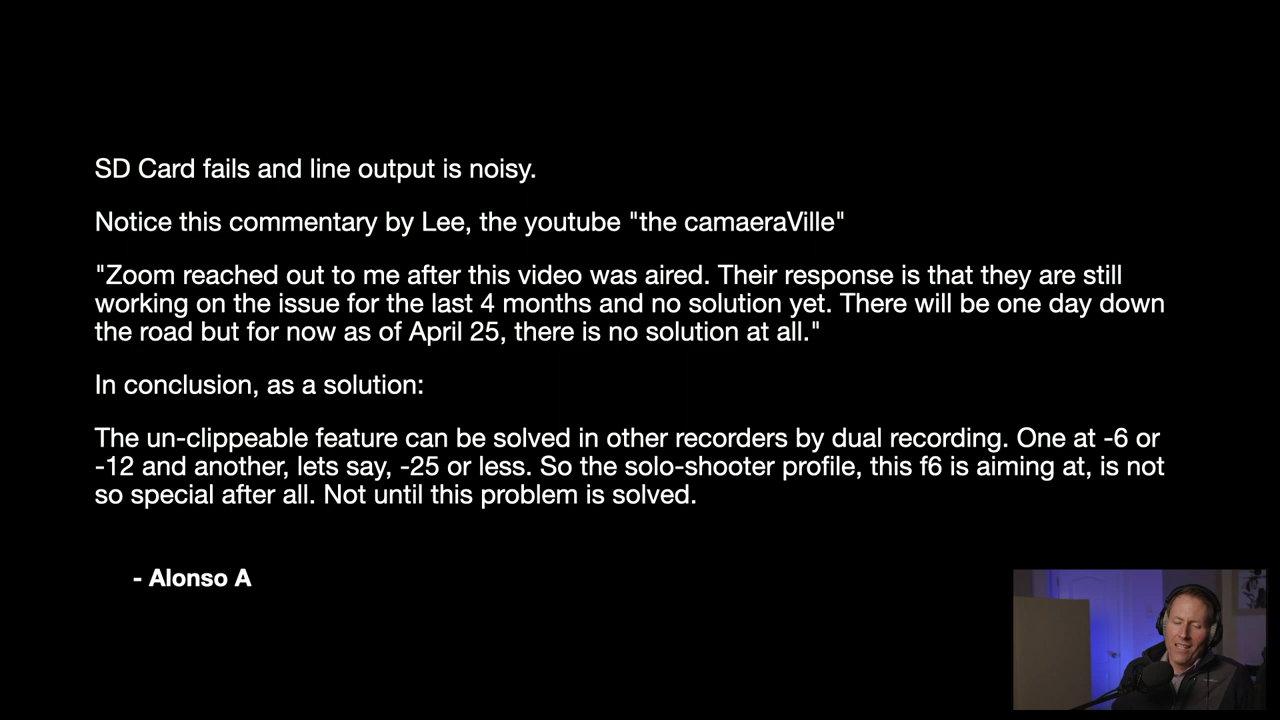 SD Card fails and line output is noisy.
Notice this commentary by Lee, the youtube "the camaeraVille"
"Zoom reached out to me after this video was aired. Their response is that they are still
working on the issue for the last 4 months and no solution yet. There will be one day down
the road but for now as of April 25, there is no solution at all."
In conclusion, as a solution:
The un-clippeable feature can be solved in other recorders by dual recording. One at -6 or
-12 and another, lets say, -25 or less. So the solo-shooter profile, this f6 is aiming at, is not
so special after all. Not until this problem is solved.
- Alonso A